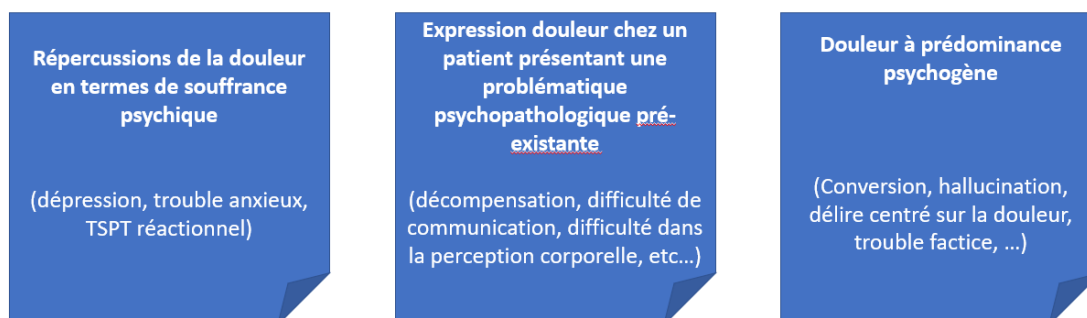 Répercussions de la douleur
en termes de souffrance
psychique
(dépression, trouble anxieux,
TSPT réactionnel)
Expression douleur chez un
patient présentant une
problématique
psychopathologique pré-
existante
(décompensation, difficulté de
communication, difficulté dans
la perception corporelle, etc...)
Douleur à prédominance
psychogène
(Conversion, hallucination,
délire centré sur la douleur,
trouble factice, ...)